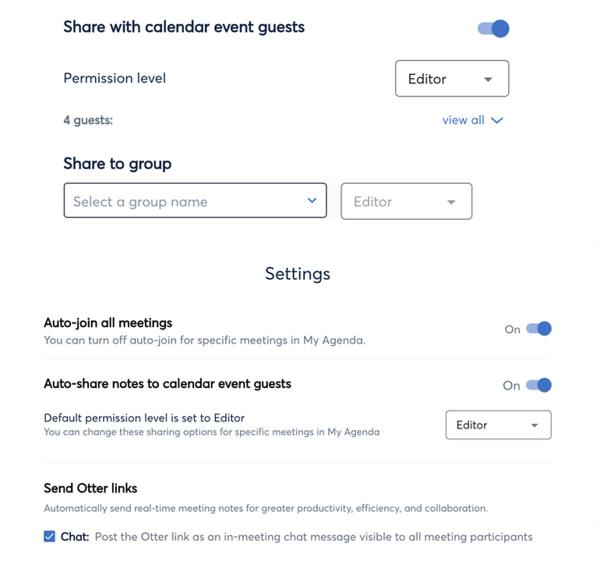 Share with calendar event guests
Permission level
Editor
4 guests:
view all
Share to group
Select a group name
Editor
Settings
Auto-join all meetings
On
You can turn off auto-join for specific meetings in My Agenda.
Auto-share notes to calendar event guests
On
Default permission level is set to Editor
You can change these sharing options for specific meetings in My Agenda
Editor
Send Otter links
Automatically send real-time meeting notes for greater productivity, efficiency, and collaboration.
Chat: Post the Otter link as an in-meeting chat message visible to all meeting participants